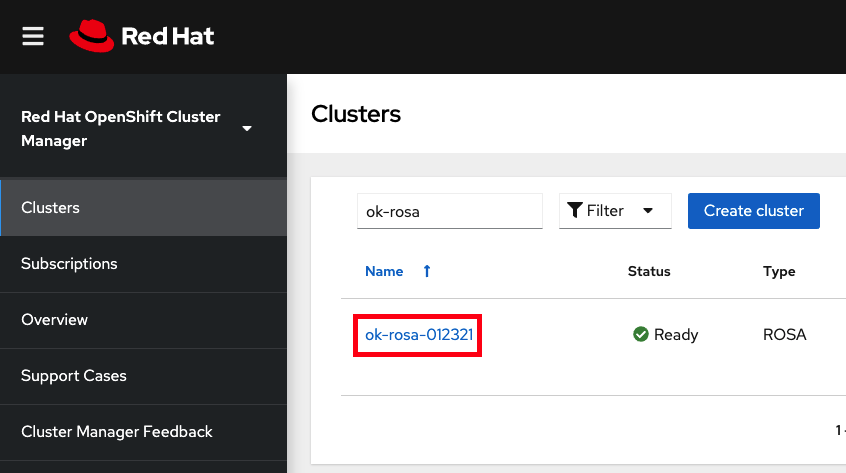 Red Hat
Red Hat OpenShift Cluster
Manager
Clusters
Subscriptions
Overview
Support Cases
Cluster Manager Feedback
Clusters
ok-rosa
Filter
Create cluster
Name ↑ Status Type
ok-rosa-012321 Ready ROSA
1 -